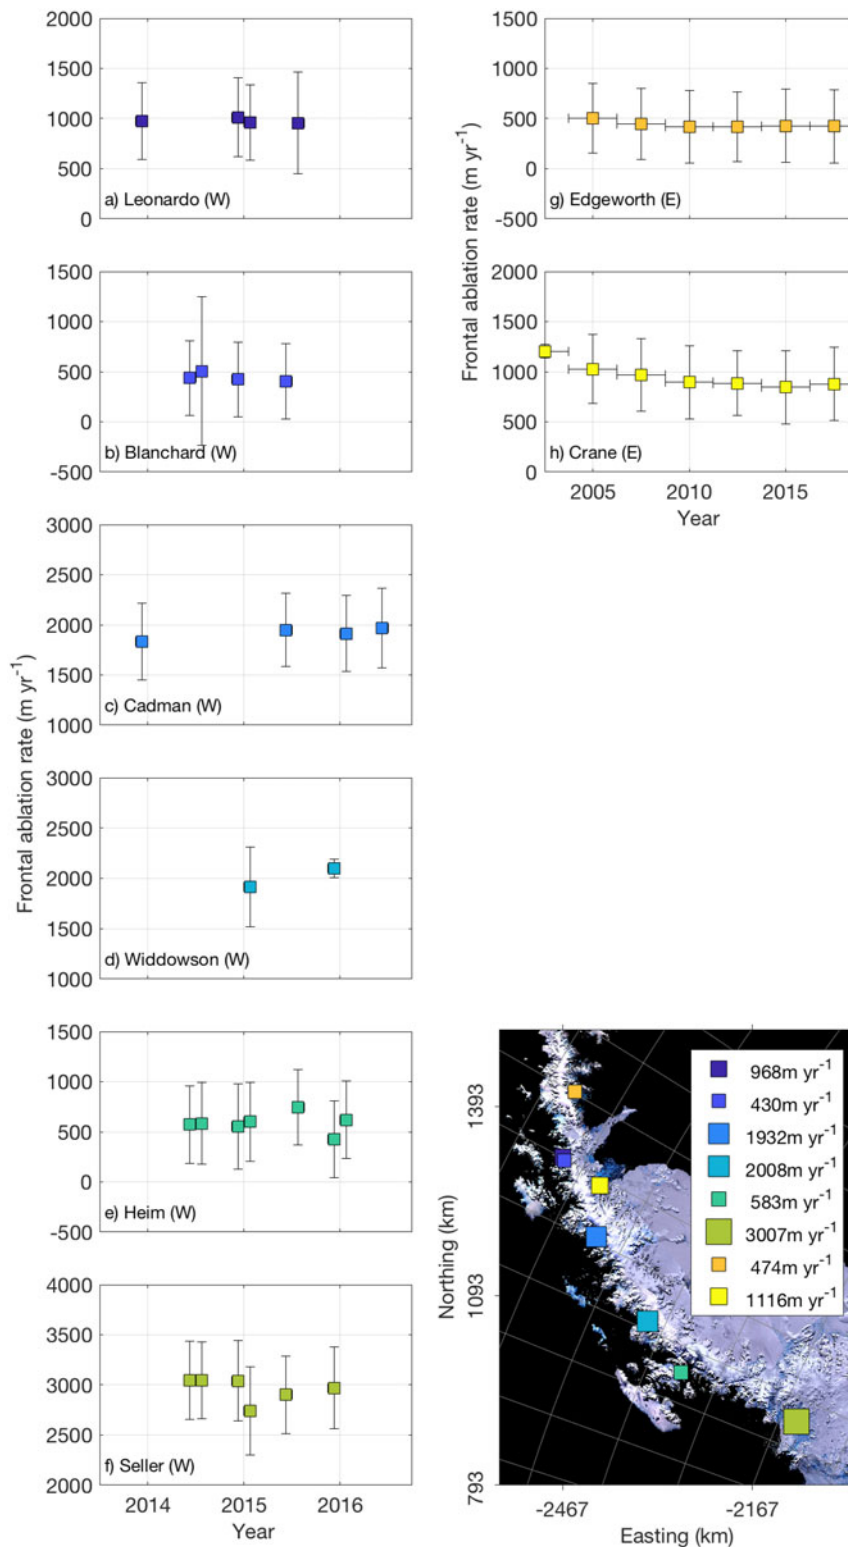 2000
1500
1000
500
0
a) Leonardo (W)
1500
1000
500
0
-500
b) Blanchard (W)
3000
2500
2000
1500
1000
c) Cadman (W)
3000
2500
2000
1500
1000
d) Widdowson (W)
1500
1000
500
0
-500
e) Heim (W)
4000
3500
3000
2500
2000
f) Seller (W)
2014 2015 2016
Year
Frontal ablation rate (m yr-1)
1500
1000
500
0
-500
g) Edgeworth (E)
2000
1500
1000
500
0
h) Crane (E)
2005 2010 2015
Year
Frontal ablation rate (m yr-1)
968m yr-1
430m yr-1
1932m yr-1
2008m yr-1
583m yr-1
3007m yr-1
474m yr-1
1116m yr-1
1393
1093
793
Northing (km)
-2467 -2167
Easting (km)